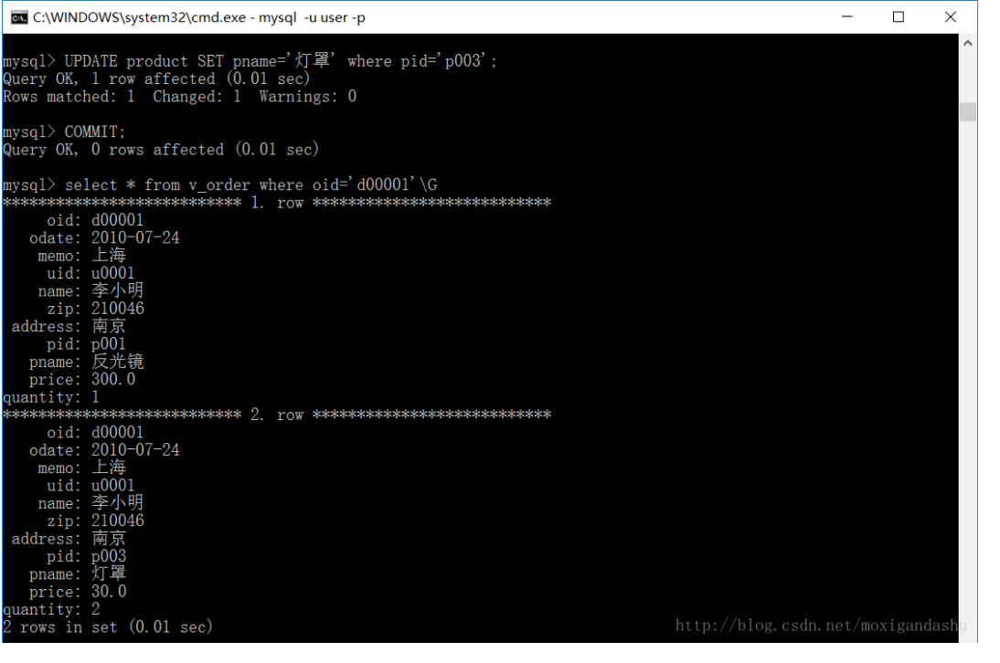 C:\WINDOWS\system32\cmd.exe - mysql -u user -p
mysql> UPDATE product SET pname='灯罩' where pid='p003';
Query OK, 1 row affected (0.01 sec)
Rows matched: 1  Changed: 1  Warnings: 0
mysql> COMMIT;
Query OK, 0 rows affected (0.01 sec)
mysql> select * from v_order where oid='d00001'\G
*************************** 1. row ***************************
     oid: d00001
   odate: 2010-07-24
    memo: 上海
     uid: u0001
    name: 李小明
     zip: 210046
 address: 南京
     pid: p001
   pname: 反光镜
   price: 300.0
quantity: 1
*************************** 2. row ***************************
     oid: d00001
   odate: 2010-07-24
    memo: 上海
     uid: u0001
    name: 李小明
     zip: 210046
 address: 南京
     pid: p003
   pname: 灯罩
   price: 30.0
quantity: 2
2 rows in set (0.01 sec)
http://blog.csdn.net/moxigandashu